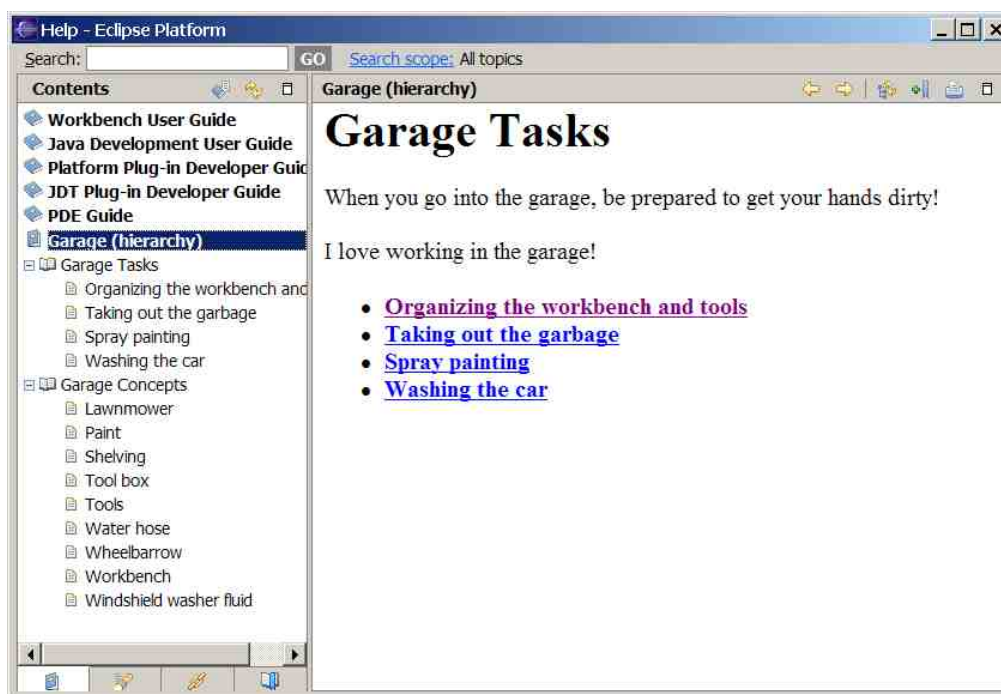 Help - Eclipse Platform
Search: GO Search scope: All topics
Contents
Workbench User Guide
Java Development User Guide
Platform Plug-in Developer Guid
JDT Plug-in Developer Guide
PDE Guide
Garage (hierarchy)
Garage Tasks
Organizing the workbench and
Taking out the garbage
Spray painting
Washing the car
Garage Concepts
Lawnmower
Paint
Shelving
Tool box
Tools
Water hose
Wheelbarrow
Workbench
Windshield washer fluid
Garage (hierarchy)
Garage Tasks
When you go into the garage, be prepared to get your hands dirty!
I love working in the garage!
• Organizing the workbench and tools
• Taking out the garbage
• Spray painting
• Washing the car